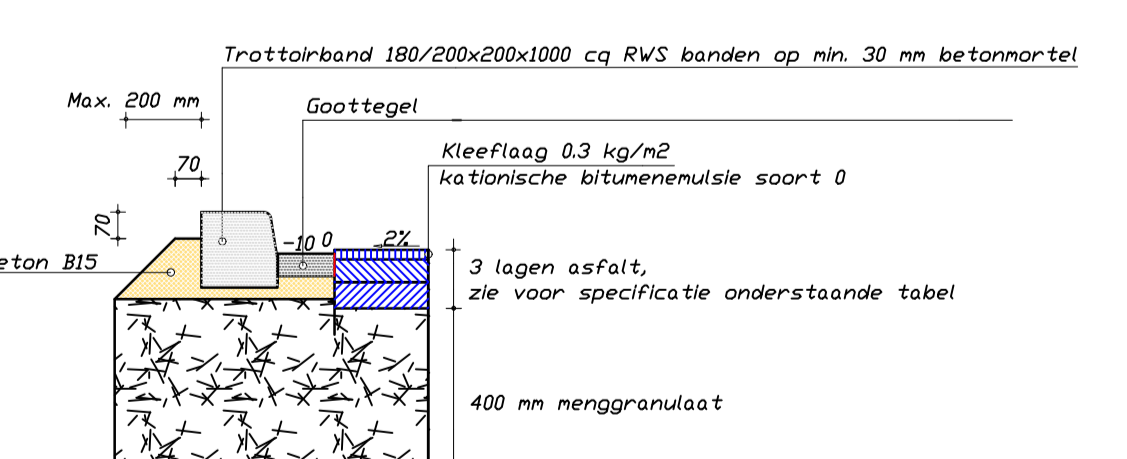 Trottoirband 180/200x200x1000 cq RWS banden op min. 30 mm betonmortel
Max. 200 mm
Goottegel
Kleeflaag 0.3 kg/m2
kationische bitumenemulsie soort 0
70
70
-10 0
2%
eton B15
3 lagen asfalt,
zie voor specificatie onderstaande tabel
400 mm menggranulaat